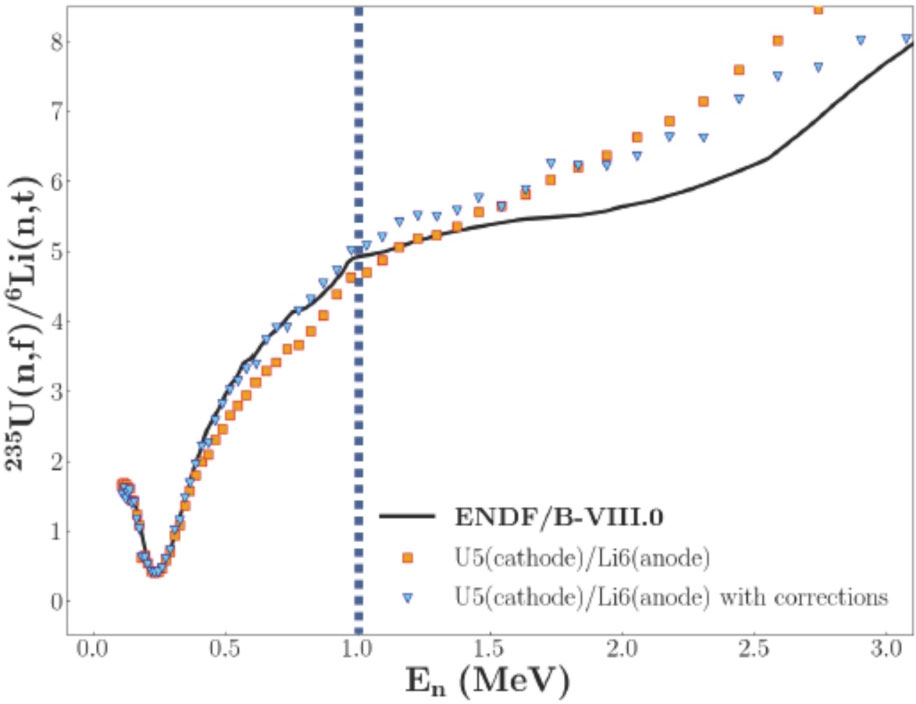 8
7
6
5
4
3
2
1
0
²³⁵U(n,f)/⁶Li(n,t)
ENDF/B-VIII.0
U5(cathode)/Li6(anode)
U5(cathode)/Li6(anode) with corrections
0.0 0.5 1.0 1.5 2.0 2.5 3.0
Eₙ (MeV)